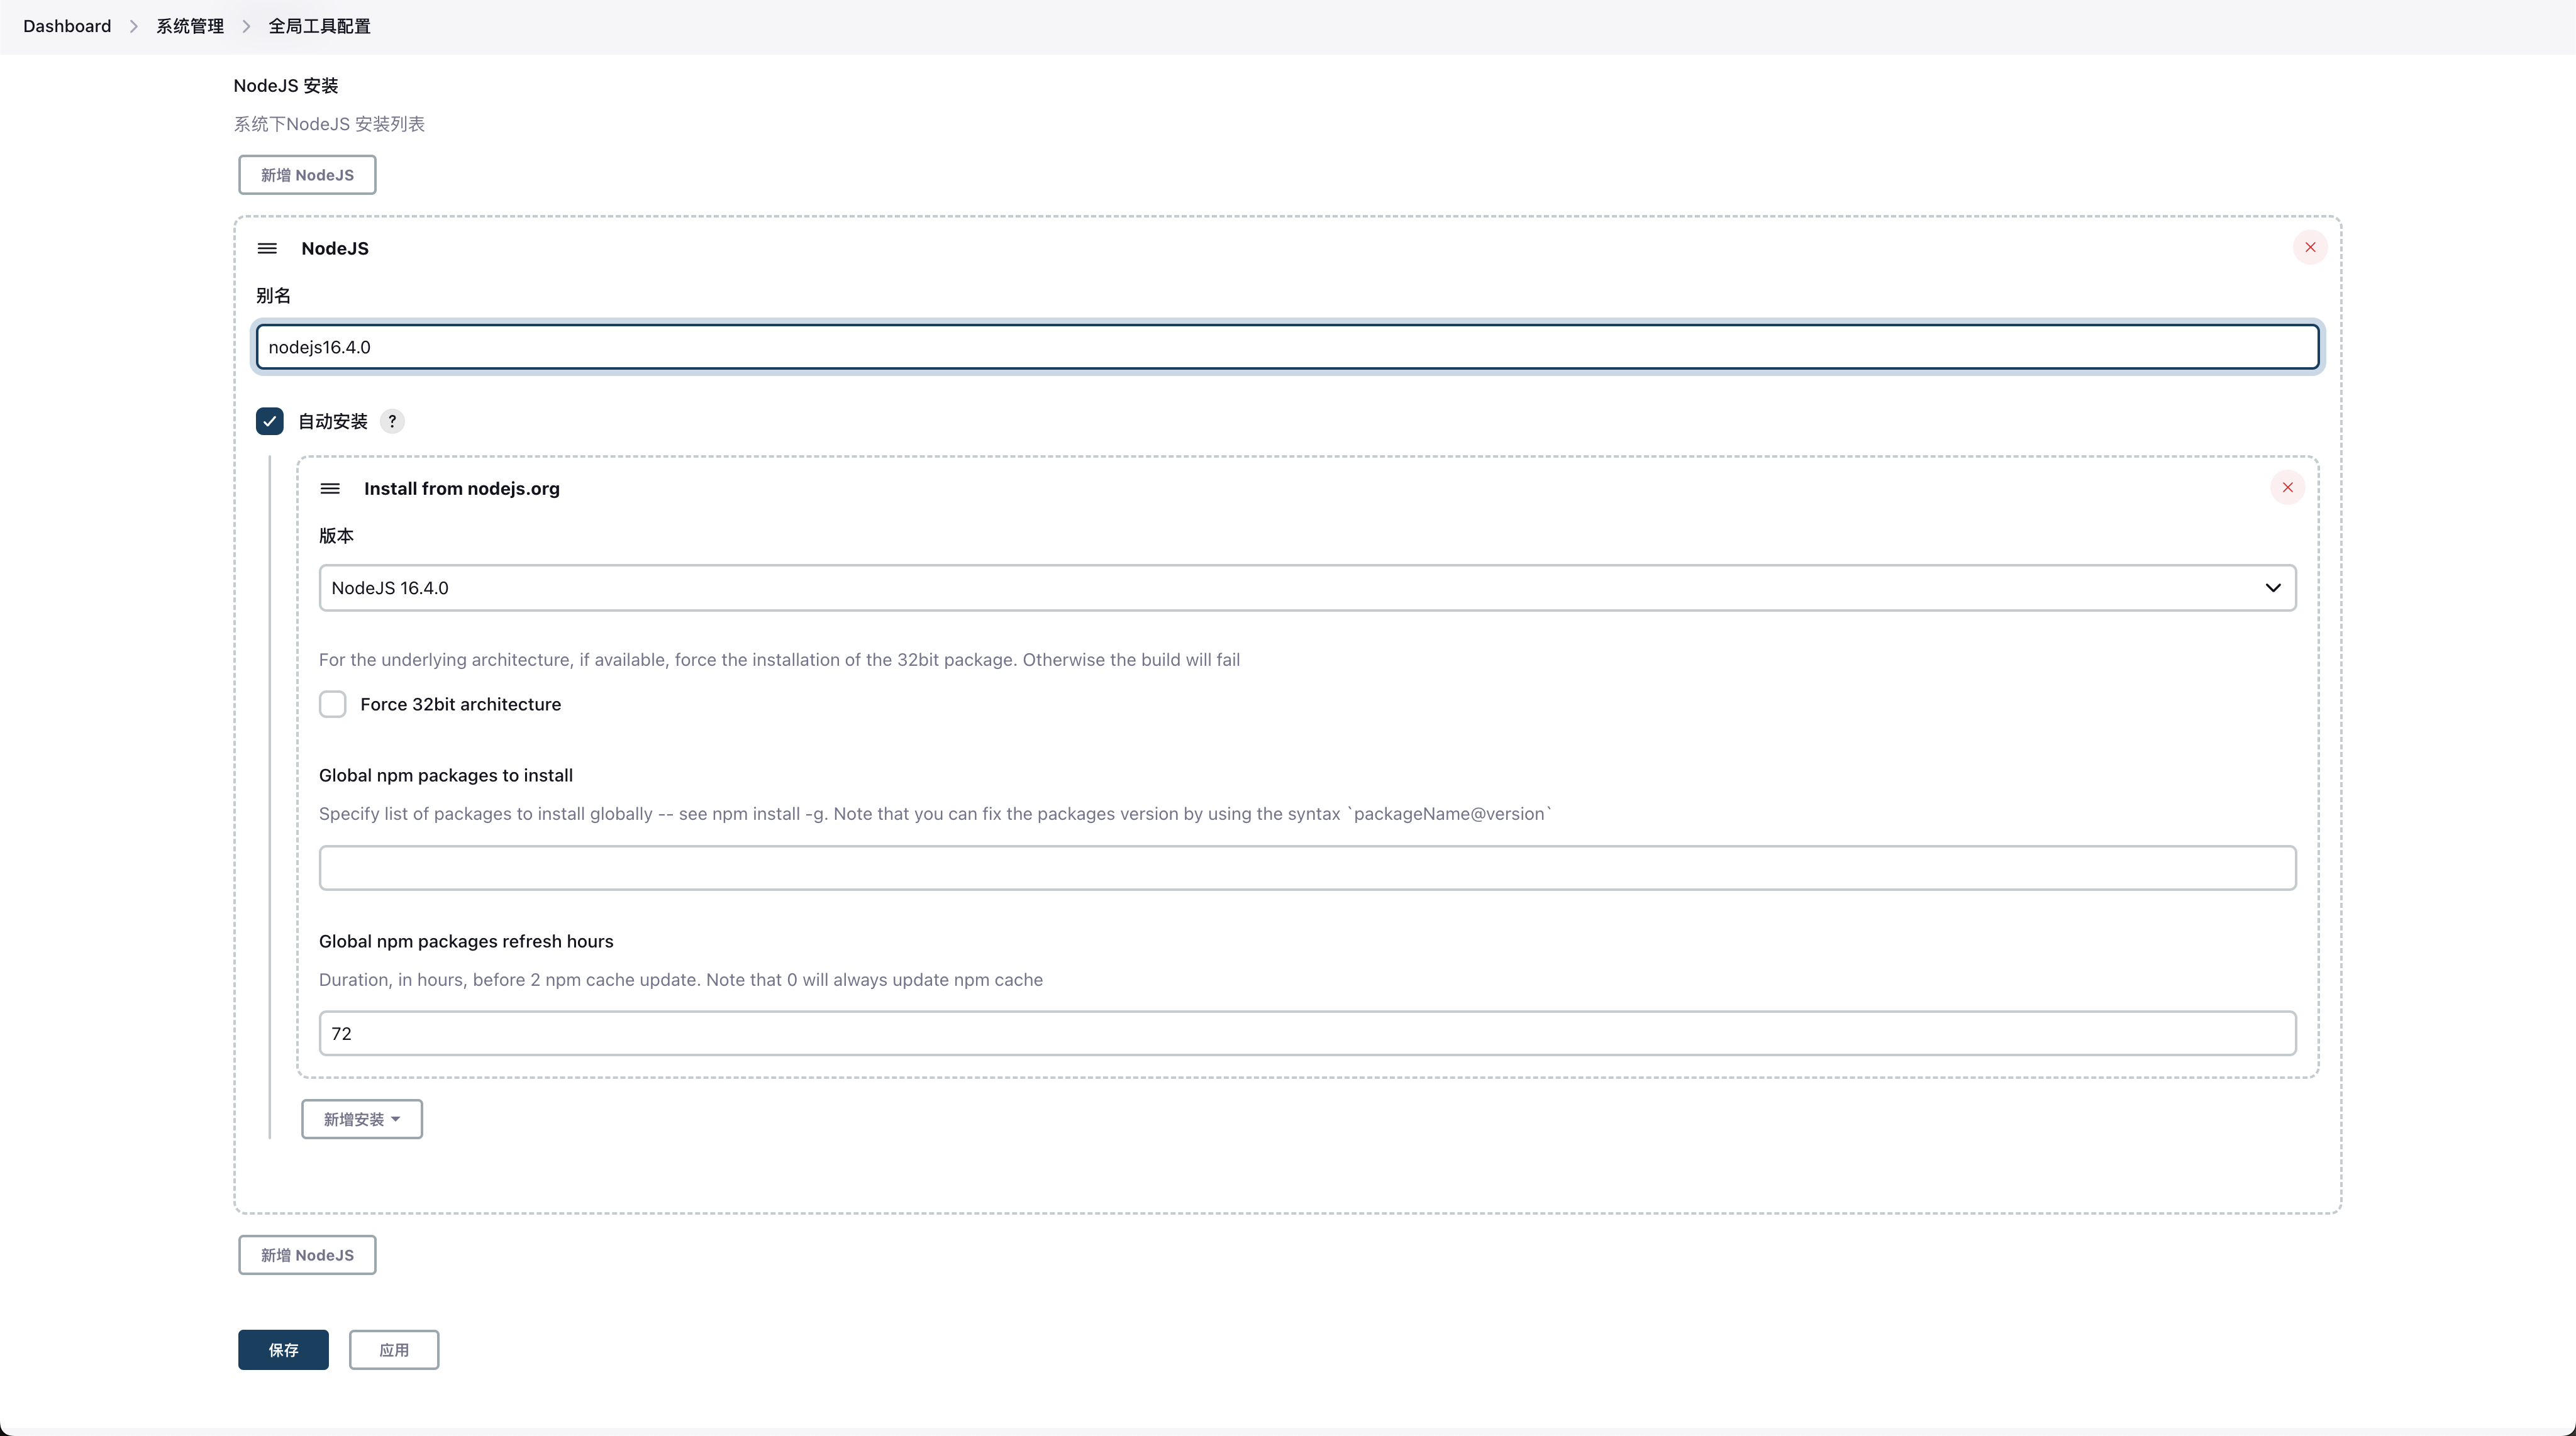 Dashboard > 系统管理 > 全局工具配置
NodeJS 安装
系统下NodeJS 安装列表
新增 NodeJS
NodeJS
别名
nodejs16.4.0
自动安装 ?
Install from nodejs.org
版本
NodeJS 16.4.0
For the underlying architecture, if available, force the installation of the 32bit package. Otherwise the build will fail
Force 32bit architecture
Global npm packages to install
Specify list of packages to install globally -- see npm install -g. Note that you can fix the packages version by using the syntax `packageName@version`
Global npm packages refresh hours
Duration, in hours, before 2 npm cache update. Note that 0 will always update npm cache
72
新增安装
新增 NodeJS
保存 应用